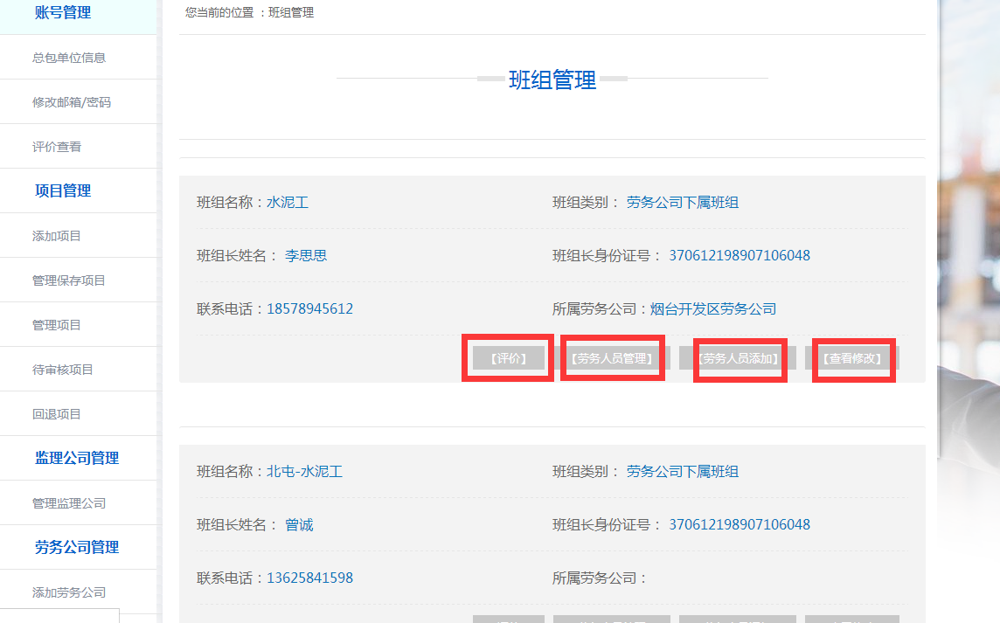 账号管理
总包单位信息
修改邮箱/密码
评价查看
项目管理
添加项目
管理保存项目
管理项目
待审核项目
回退项目
监理公司管理
管理监理公司
劳务公司管理
添加劳务公司
您当前的位置 ：班组管理
班组管理
班组名称：水泥工 班组类别： 劳务公司下属班组
班组长姓名： 李思思 班组长身份证号： 370612198907106048
联系电话：18578945612 所属劳务公司：烟台开发区劳务公司
【评价】 【劳务人员管理】 【劳务人员添加】 【查看修改】
班组名称：北屯-水泥工 班组类别： 劳务公司下属班组
班组长姓名： 曾诚 班组长身份证号： 370612198907106048
联系电话：13625841598 所属劳务公司：